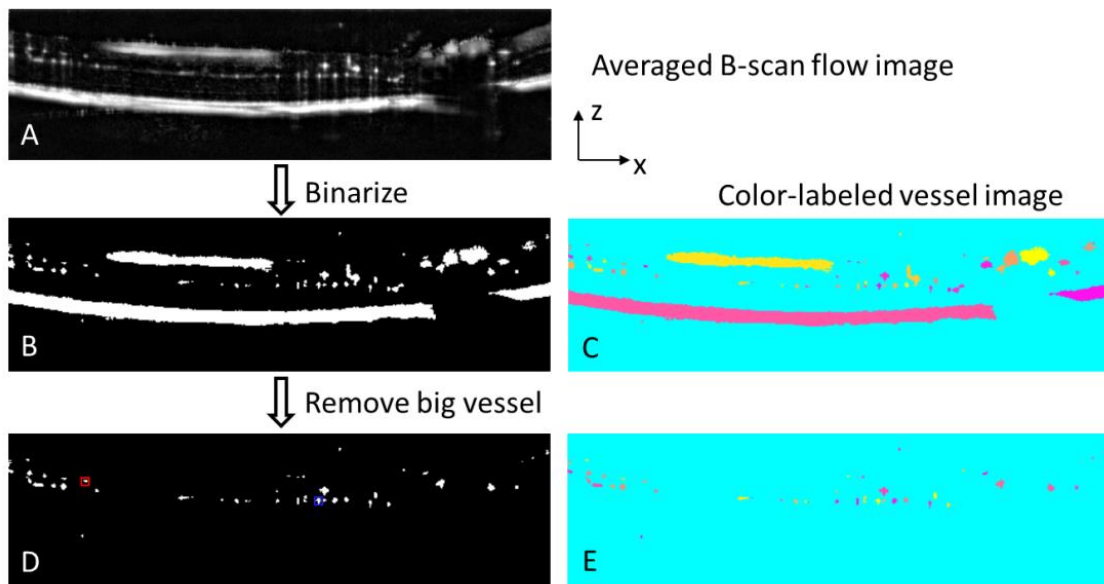 Averaged B-scan flow image
A
z
x
Binarize
Color-labeled vessel image
B
C
Remove big vessel
D
E